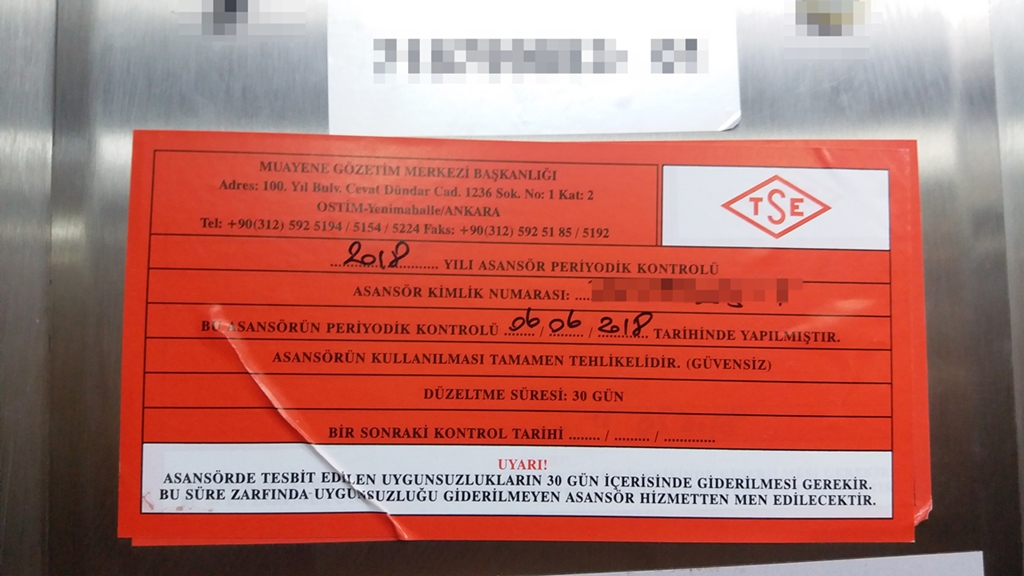 MUAYENE GÖZETİM MERKEZİ BAŞKANLIĞI
Adres: 100. Yıl Bulv. Cevat Dündar Cad. 1236 Sok. No: 1 Kat: 2
OSTİM-Yenimahalle/ANKARA
Tel: +90(312) 592 5194 / 5154 / 5224 Faks: +90(312) 592 51 85 / 5192
TSE
2018 YILI ASANSÖR PERİYODİK KONTROLÜ
ASANSÖR KİMLİK NUMARASI:
BU ASANSÖRÜN PERİYODİK KONTROLÜ 06/06/2018 TARİHİNDE YAPILMIŞTIR.
ASANSÖRÜN KULLANILMASI TAMAMEN TEHLİKELİDİR. (GÜVENSİZ)
DÜZELTME SÜRESİ: 30 GÜN
BİR SONRAKİ KONTROL TARİHİ ........ / ......... / .............
UYARI!
ASANSÖRDE TESBİT EDİLEN UYGUNSUZLUKLARIN 30 GÜN İÇERİSİNDE GİDERİLMESİ GEREKİR.
BU SÜRE ZARFINDA UYGUNSUZLUĞU GİDERİLMEYEN ASANSÖR HİZMETTEN MEN EDİLECEKTİR.